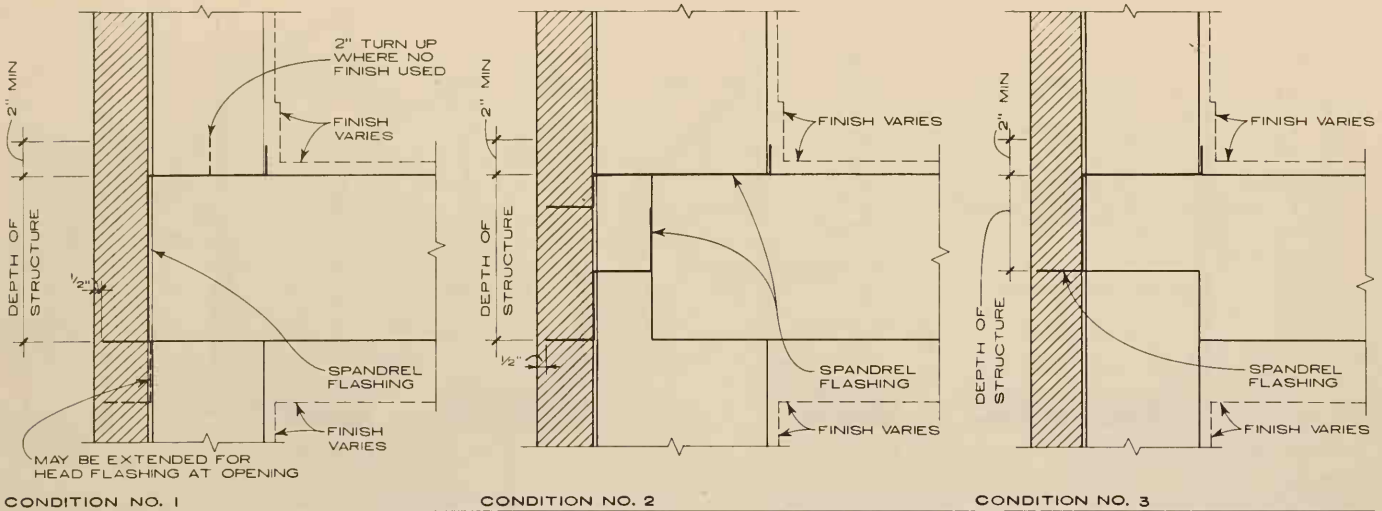 2" MIN
DEPTH OF
STRUCTURE
1/2"
2" TURN UP
WHERE NO
FINISH USED
FINISH
VARIES
SPANDREL
FLASHING
FINISH
VARIES
MAY BE EXTENDED FOR
HEAD FLASHING AT OPENING
CONDITION NO. 1
2" MIN
DEPTH OF
STRUCTURE
1/2"
FINISH VARIES
SPANDREL
FLASHING
FINISH VARIES
CONDITION NO. 2
2" MIN
DEPTH OF
STRUCTURE
FINISH VARIES
SPANDREL
FLASHING
FINISH VARIES
CONDITION NO. 3